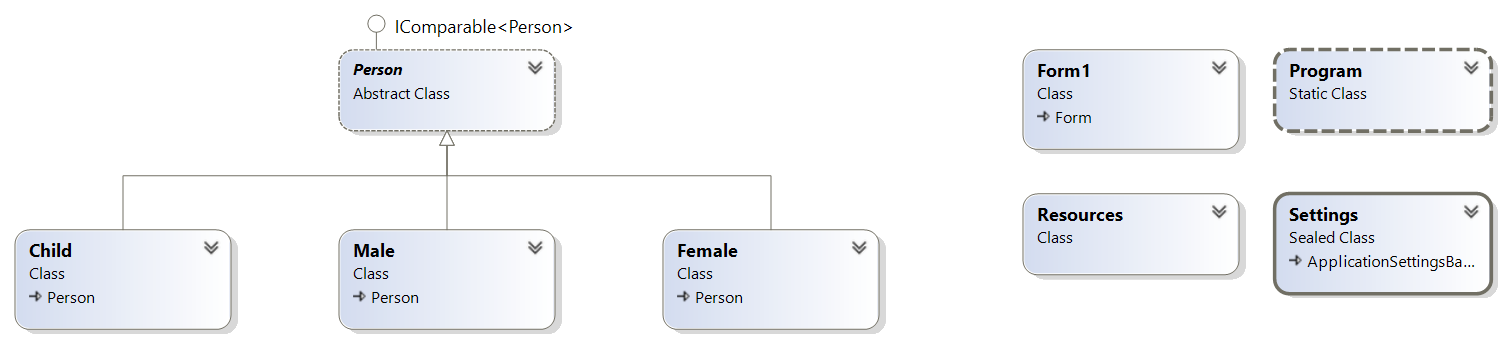 IComparable<Person>
Person
Abstract Class
Form1
Class
Form
Program
Static Class
Resources
Class
Settings
Sealed Class
ApplicationSettingsBa...
Child
Class
Person
Male
Class
Person
Female
Class
Person